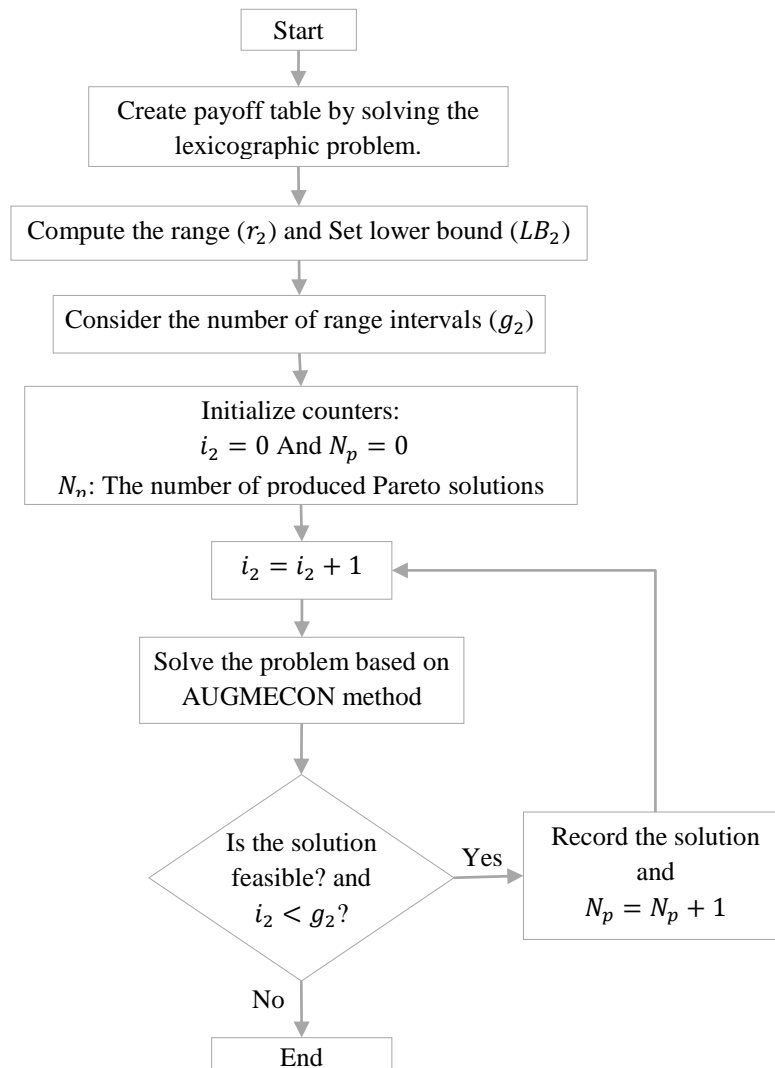 Start
Create payoff table by solving the
lexicographic problem.
Compute the range (𝑟₂) and Set lower bound (𝐿𝐵₂)
Consider the number of range intervals (𝑔₂)
Initialize counters:
𝑖₂ = 0 And 𝑁ₚ = 0
𝑁ₚ: The number of produced Pareto solutions
𝑖₂ = 𝑖₂ + 1
Solve the problem based on
AUGMECON method
Is the solution
feasible? and
𝑖₂ < 𝑔₂?
Yes
Record the solution
and
𝑁ₚ = 𝑁ₚ + 1
No
End